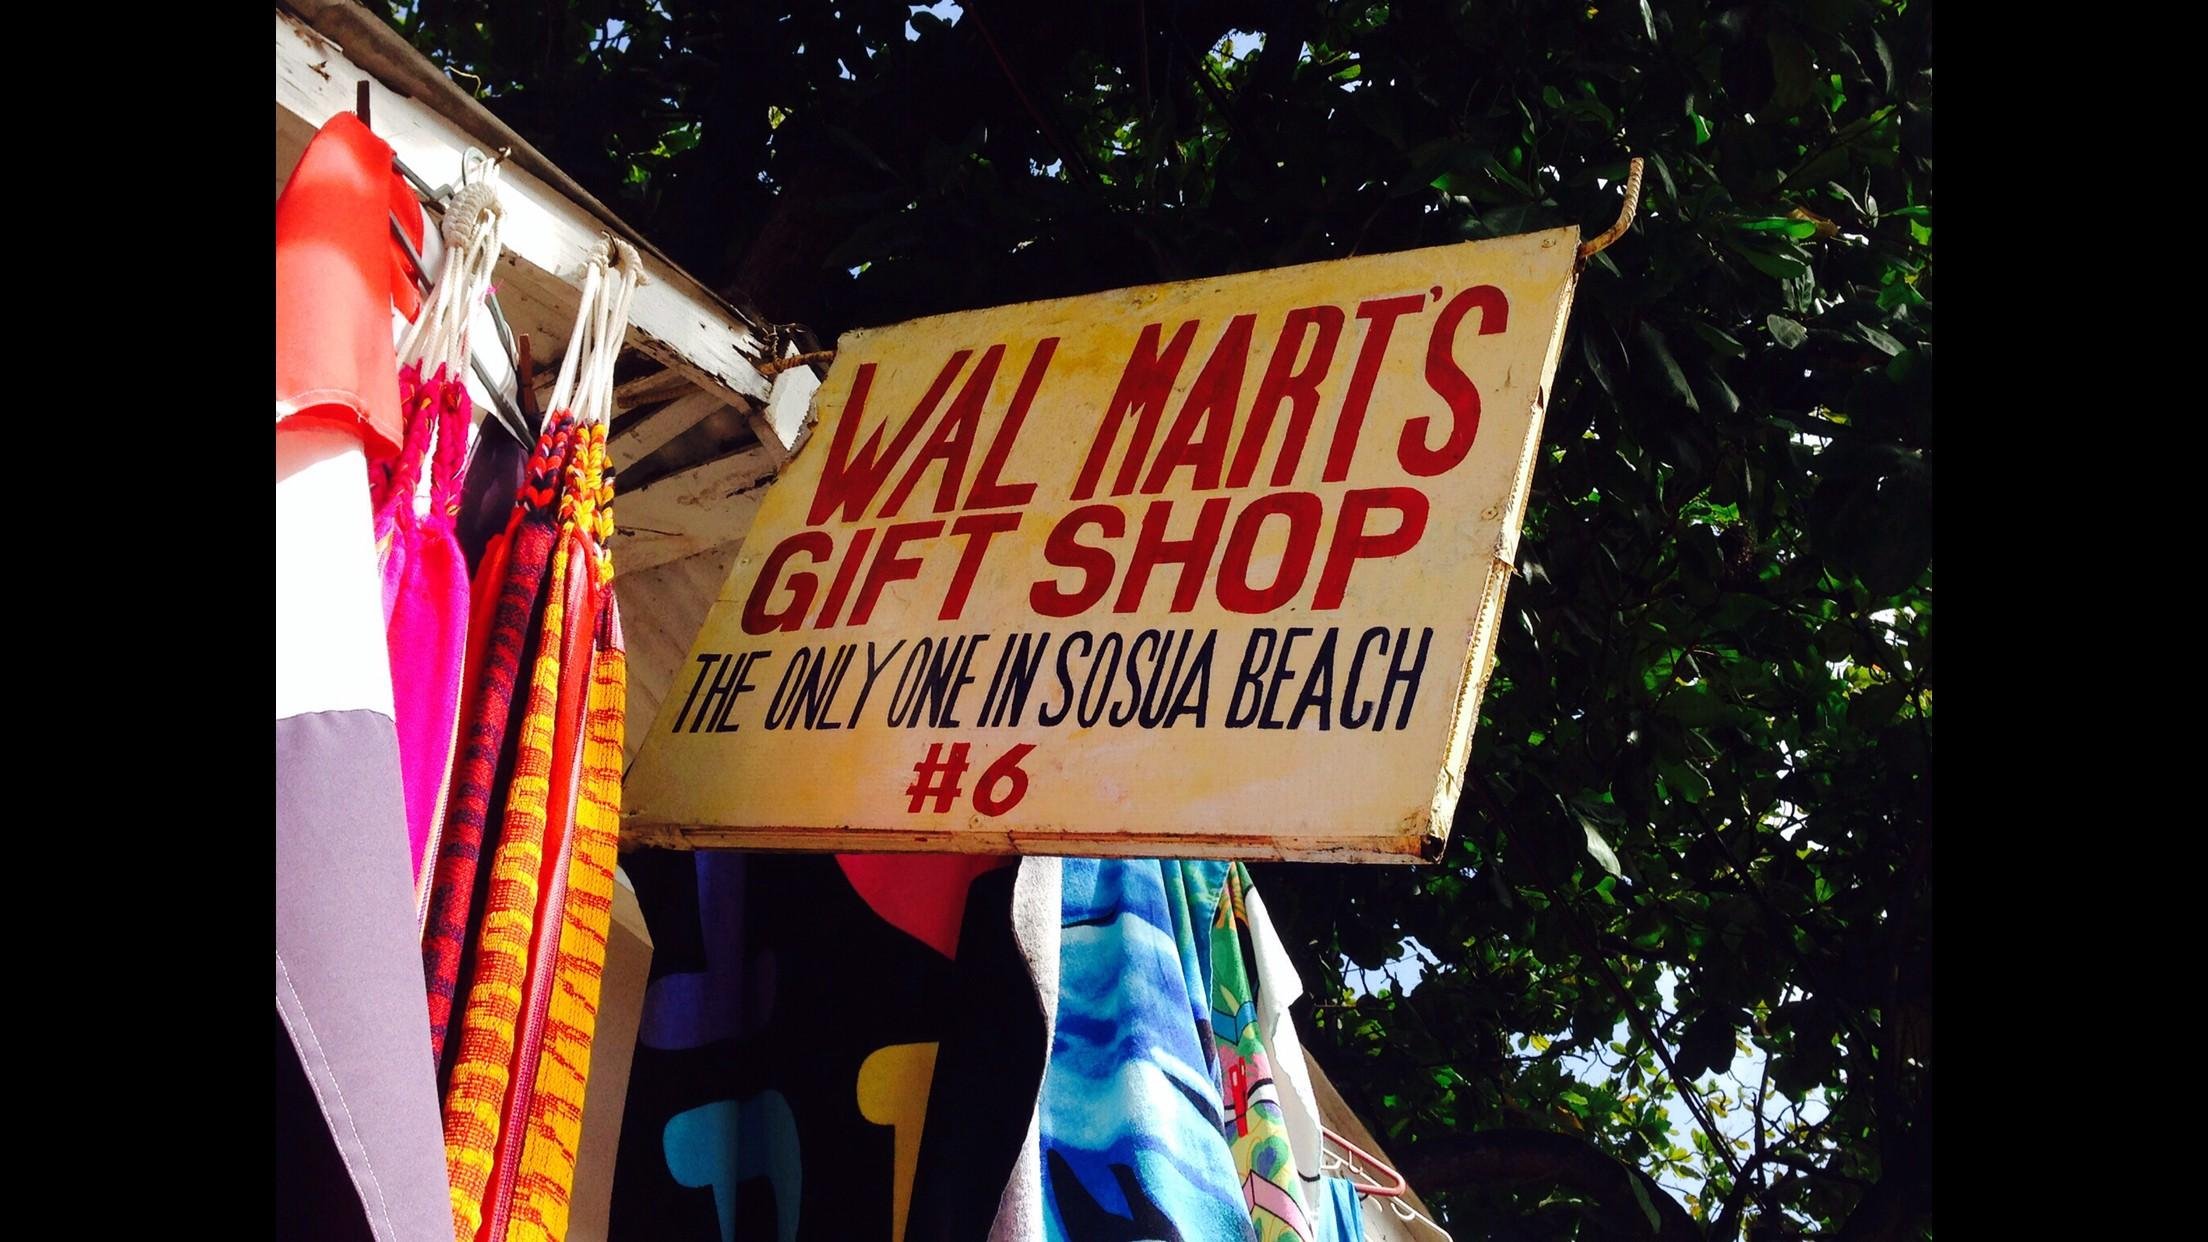 WAL MART'S
GIFT SHOP
THE ONLY ONE IN SOSUA BEACH
#6